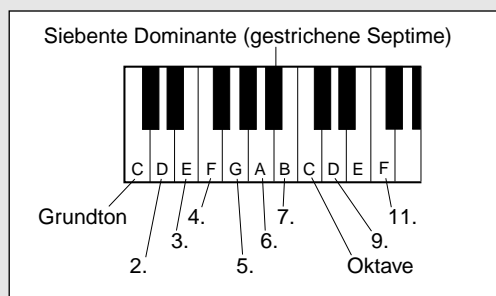 Siebente Dominante (gestrichene Septime)
C D E F G A B C D E F
Grundton 4. 7. 11.
3. 6. 9.
2. 5. Oktave